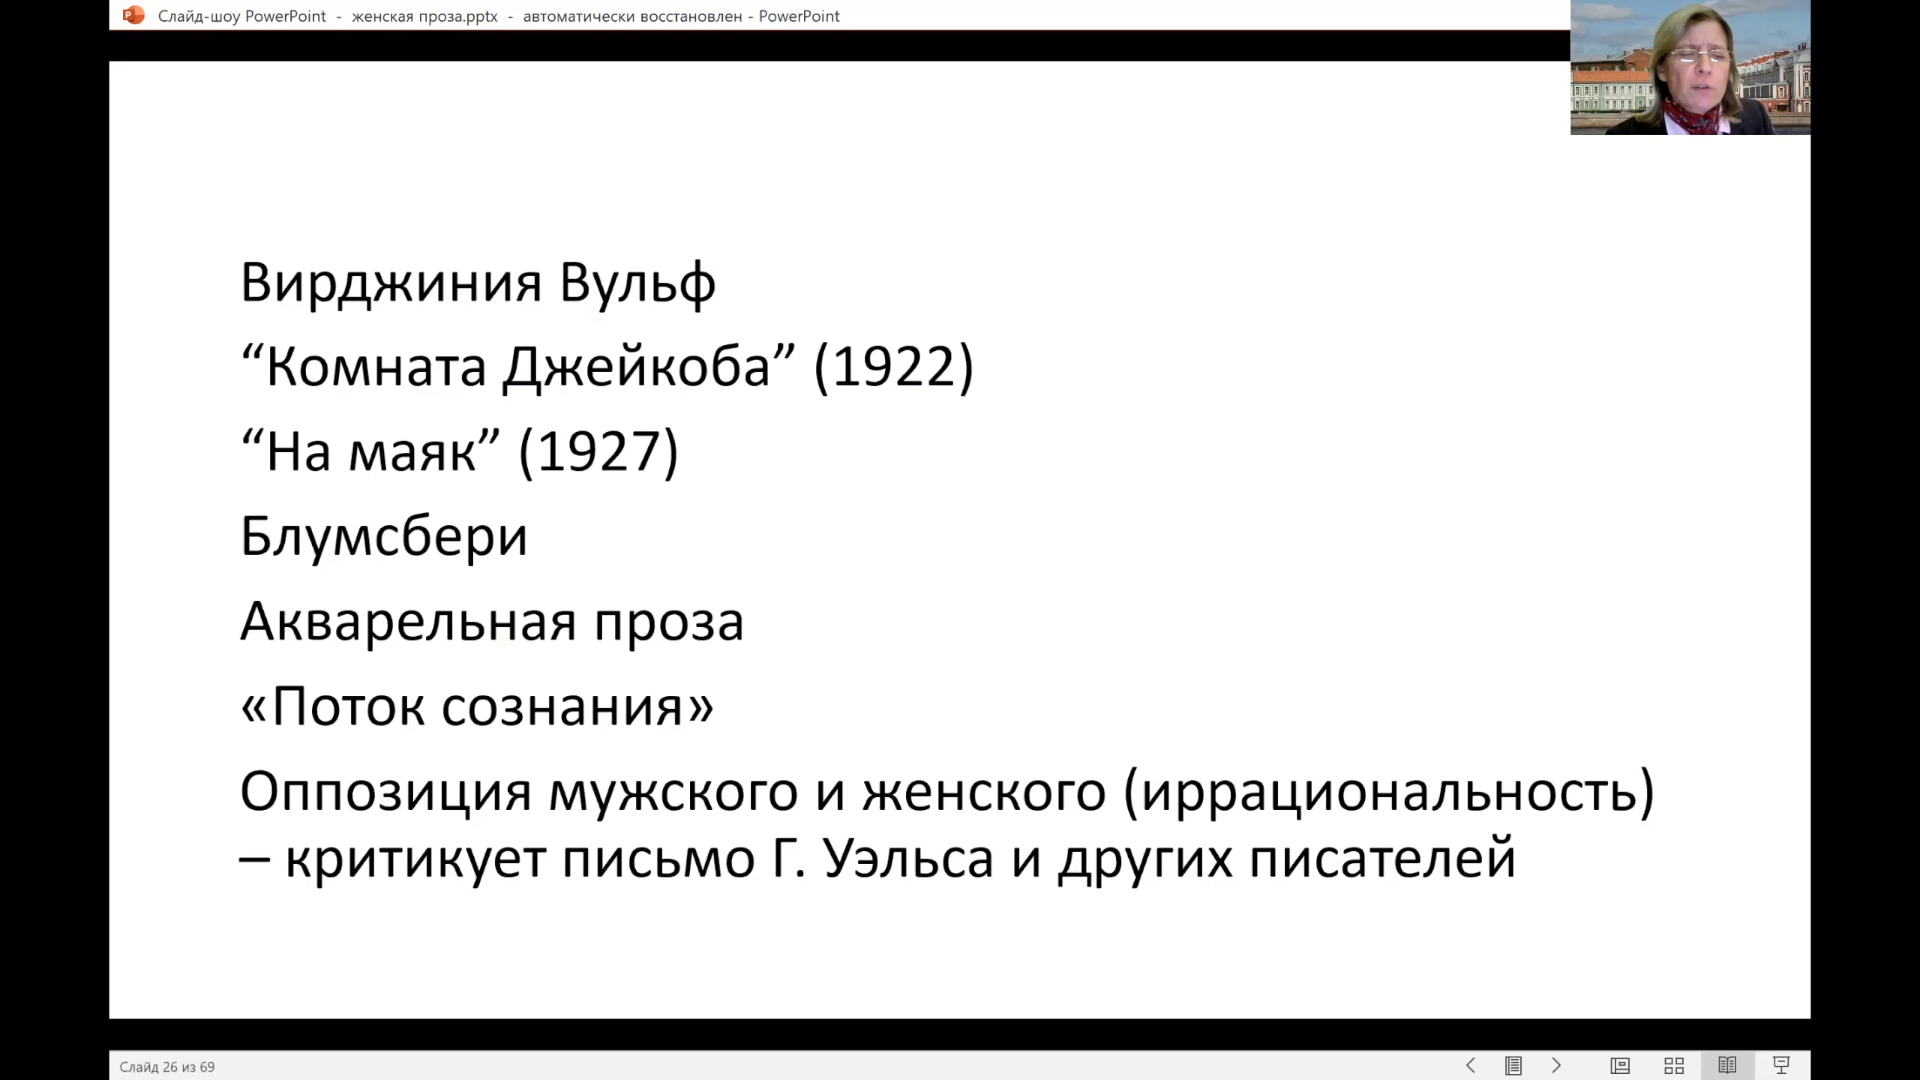 Слайд-шоу PowerPoint - женская проза.pptx - автоматически восстановлен - PowerPoint
Вирджиния Вульф
“Комната Джейкоба” (1922)
“На маяк” (1927)
Блумсбери
Акварельная проза
«Поток сознания»
Оппозиция мужского и женского (иррациональность)
– критикует письмо Г. Уэльса и других писателей
Слайд 26 из 69